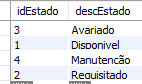 idEstado descEstado
3 Avariado
1 Disponivel
4 Manutencão
2 Requisitado